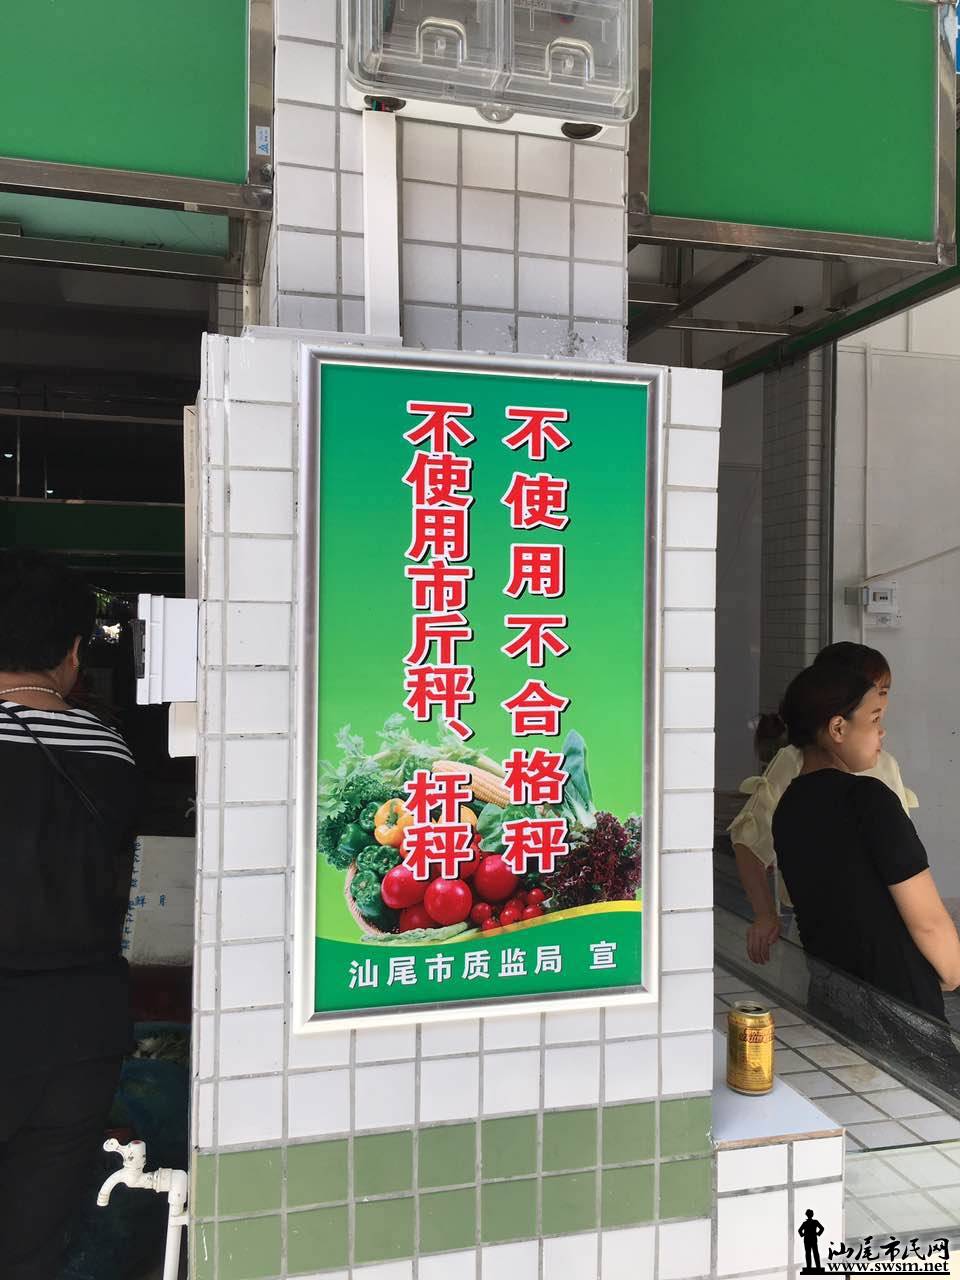 不使用不合格秤
不使用市斤秤、杆秤
汕尾市质监局 宣
汕尾市民网
www.swsm.net